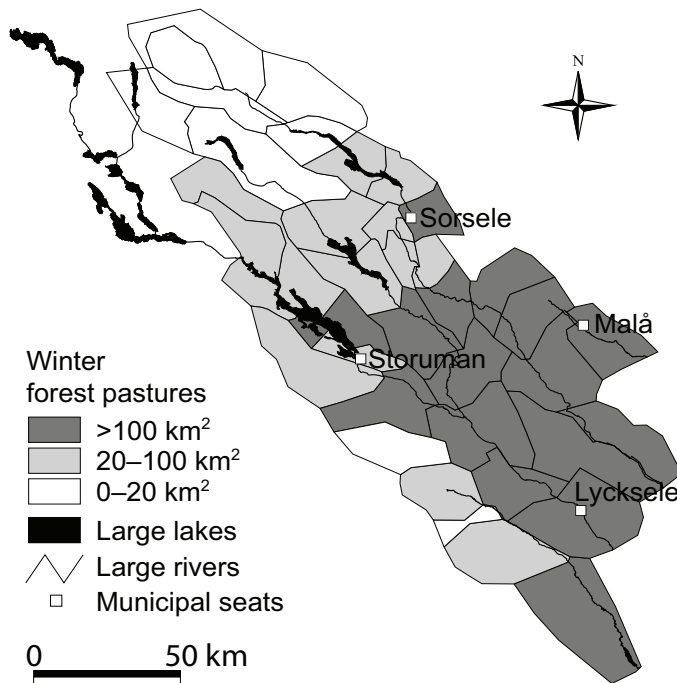 N
Sorsele
Malå
Storuman
Lycksele
Winter
forest pastures
>100 km²
20–100 km²
0–20 km²
Large lakes
Large rivers
Municipal seats
0 50 km